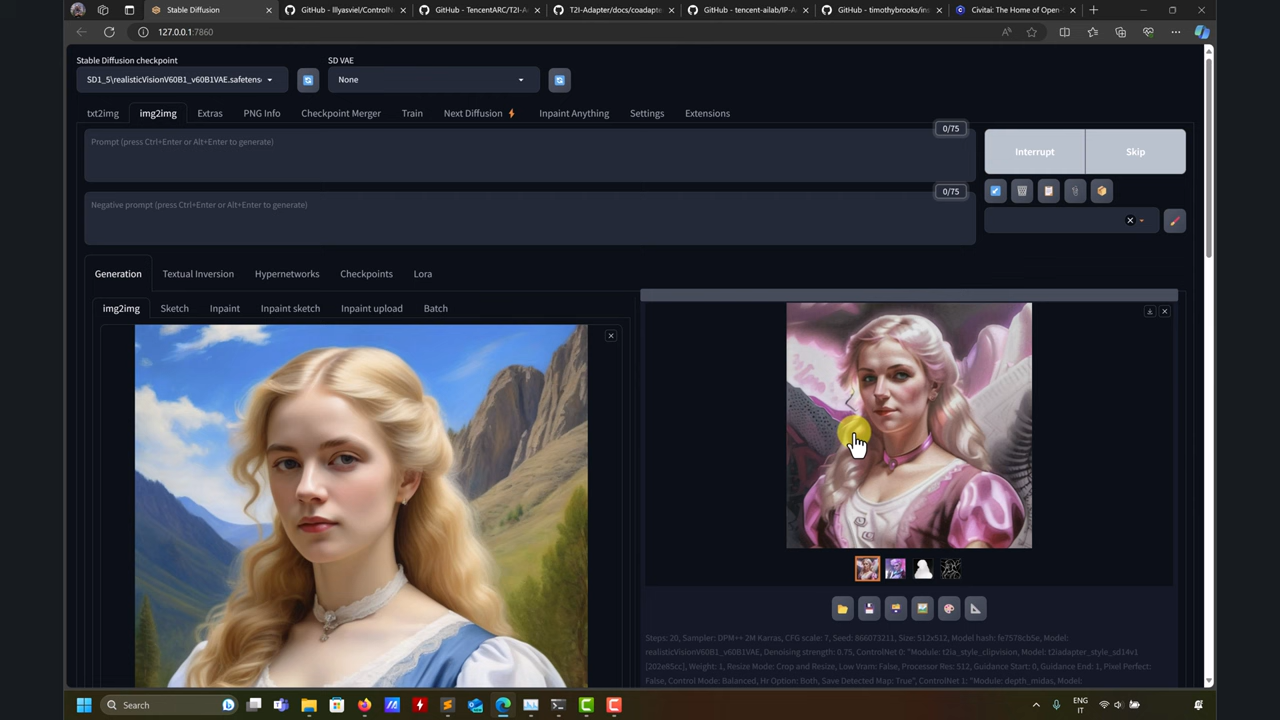 Stable Diffusion
GitHub - lllyasviel/ControlN
GitHub - TencentARC/T2I-A
T2I-Adapter/docs/coadapte
GitHub - tencent-ailab/IP-A
GitHub - timothybrooks/ins
Civitai: The Home of Open-
127.0.0.1:7860
Stable Diffusion checkpoint
SD VAE
SD1_5\realisticVisionV60B1_v60B1VAE.safetens
None
txt2img
img2img
Extras
PNG Info
Checkpoint Merger
Train
Next Diffusion
Inpaint Anything
Settings
Extensions
0/75
Prompt (press Ctrl+Enter or Alt+Enter to generate)
Interrupt
Skip
0/75
Negative prompt (press Ctrl+Enter or Alt+Enter to generate)
Generation
Textual Inversion
Hypernetworks
Checkpoints
Lora
img2img
Sketch
Inpaint
Inpaint sketch
Inpaint upload
Batch
Steps: 20, Sampler: DPM++ 2M Karras, CFG scale: 7, Seed: 866073211, Size: 512x512, Model hash: fe7578cb5e, Model:
realisticVisionV60B1_v60B1VAE, Denoising strength: 0.75, ControlNet 0: "Module: t2ia_style_clipvision, Model: t2iadapter_style_sd14v1
[202e85cc], Weight: 1, Resize Mode: Crop and Resize, Low Vram: False, Processor Res: 512, Guidance Start: 0, Guidance End: 1, Pixel Perfect:
False, Control Mode: Balanced, Hr Option: Both, Save Detected Map: True", ControlNet 1: "Module: depth_midas, Model:
Search
ENG
IT